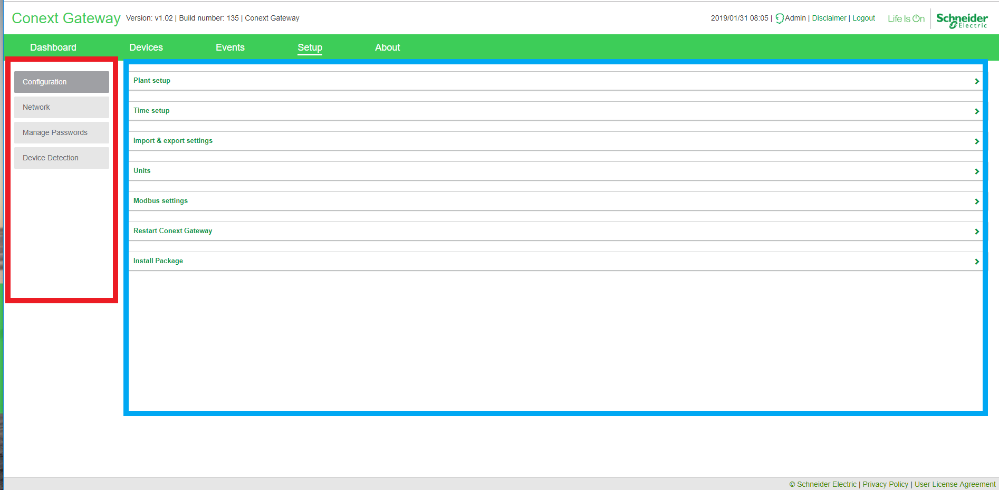 Conext Gateway Version: v1.02 | Build number: 135 | Conext Gateway
2019/01/31 08:05 | Admin | Disclaimer | Logout
Life Is On
Schneider
Electric
Dashboard Devices Events Setup About
Configuration
Network
Manage Passwords
Device Detection
Plant setup
Time setup
Import & export settings
Units
Modbus settings
Restart Conext Gateway
Install Package
© Schneider Electric | Privacy Policy | User License Agreement